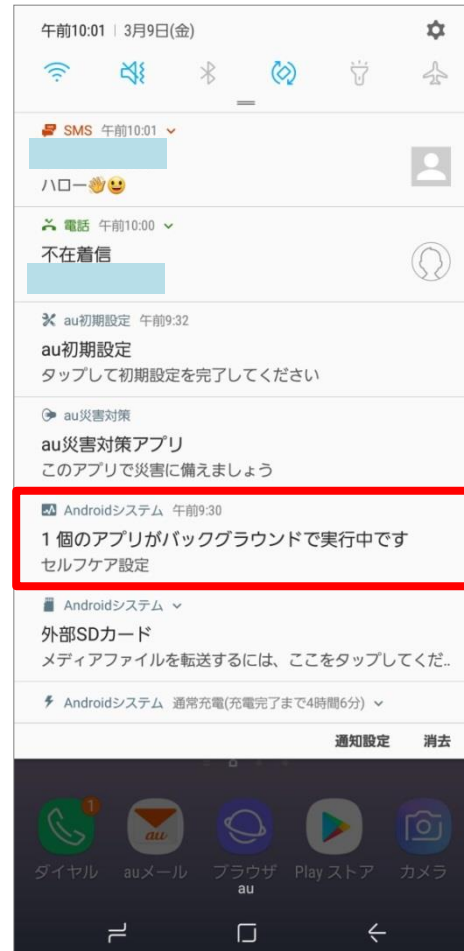 午前10:01 | 3月9日(金)
SMS 午前10:01
ハロー👋😃
電話 午前10:00
不在着信
au初期設定 午前9:32
au初期設定
タップして初期設定を完了してください
au災害対策
au災害対策アプリ
このアプリで災害に備えましょう
Androidシステム 午前9:30
1 個のアプリがバックグラウンドで実行中です
セルフケア設定
Androidシステム
外部SDカード
メディアファイルを転送するには、ここをタップしてくだ..
Androidシステム 通常充電(充電完了まで4時間6分)
通知設定 消去
1
au
ダイヤル auメール ブラウザ Play ストア カメラ
au